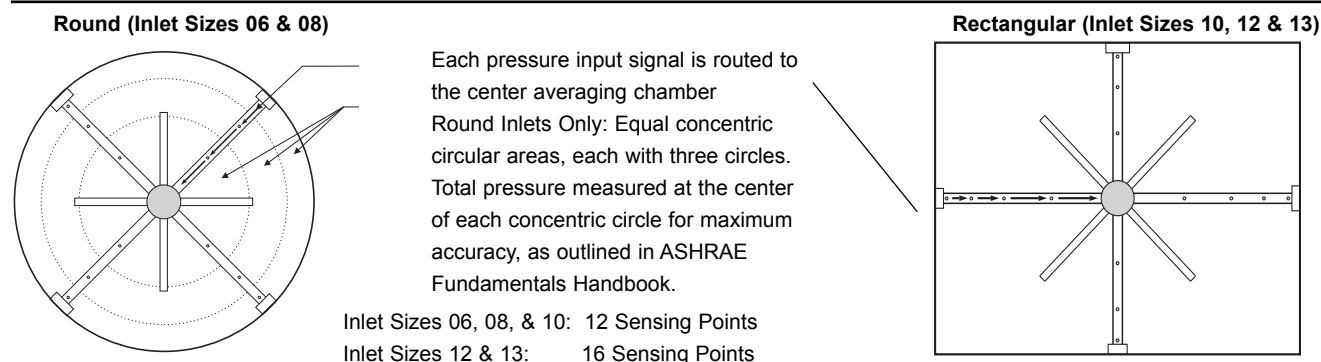 Round (Inlet Sizes 06 & 08)
Rectangular (Inlet Sizes 10, 12 & 13)
Each pressure input signal is routed to
the center averaging chamber
Round Inlets Only: Equal concentric
circular areas, each with three circles.
Total pressure measured at the center
of each concentric circle for maximum
accuracy, as outlined in ASHRAE
Fundamentals Handbook.
Inlet Sizes 06, 08, & 10: 12 Sensing Points
Inlet Sizes 12 & 13: 16 Sensing Points